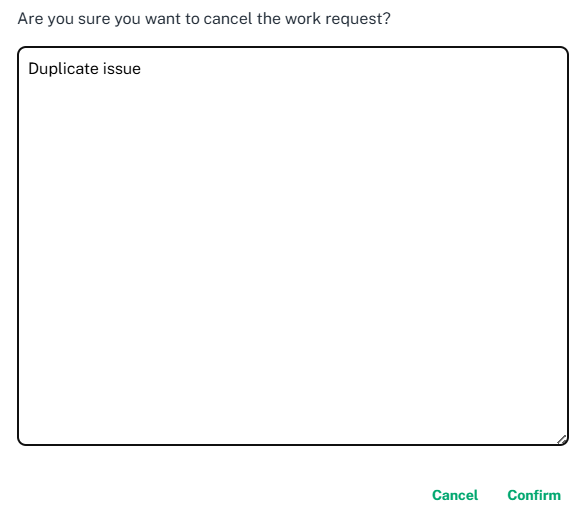 Are you sure you want to cancel the work request?
Duplicate issue
Cancel Confirm